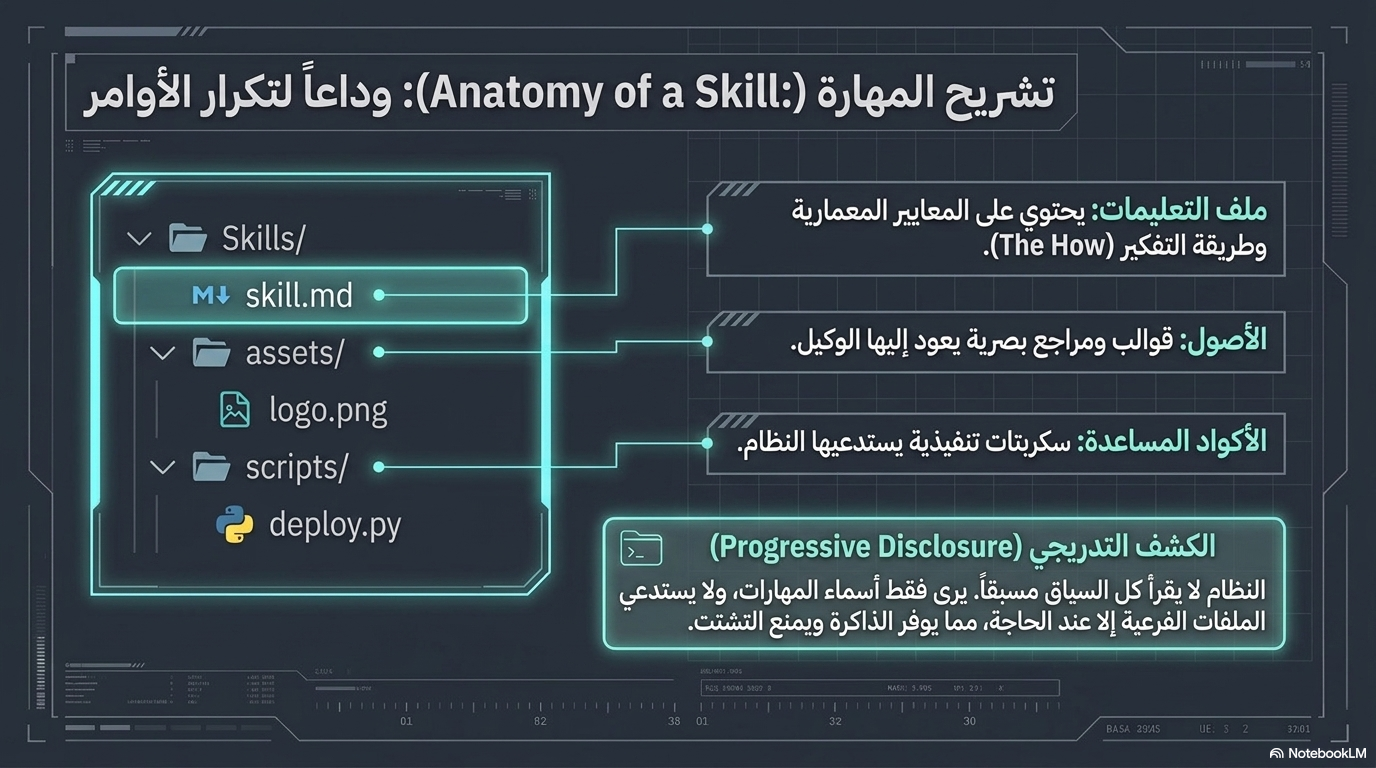 تشريح المهارة (Anatomy of a Skill:): وداعاً لتكرار الأوامر
Skills/
skill.md
assets/
logo.png
scripts/
deploy.py
ملف التعليمات: يحتوي على المعايير المعمارية
وطريقة التفكير (The How).
الأصول: قوالب ومراجع بصرية يعود إليها الوكيل.
الأكواد المساعدة: سكربتات تنفيذية يستدعيها النظام.
الكشف التدريجي (Progressive Disclosure)
النظام لا يقرأ كل السياق مسبقاً. يرى فقط أسماء المهارات، ولا يستدعي
الملفات الفرعية إلا عند الحاجة، مما يوفر الذاكرة ويمنع التشتت.
01 82 38 01 32 30
NotebookLM